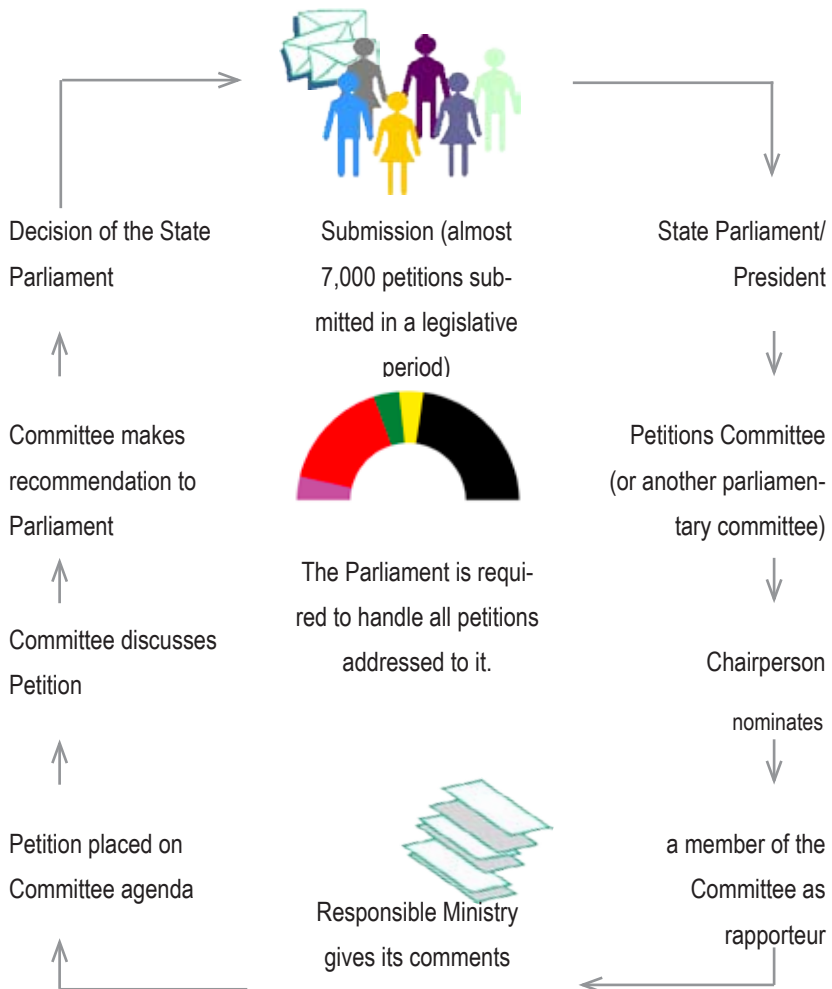 Submission (almost
7,000 petitions sub-
mitted in a legislative
period)
State Parliament/
President
Petitions Committee
(or another parliamen-
tary committee)
Chairperson
nominates
a member of the
Committee as
rapporteur
Responsible Ministry
gives its comments
Petition placed on
Committee agenda
Committee discusses
Petition
Committee makes
recommendation to
Parliament
Decision of the State
Parliament
The Parliament is requi-
red to handle all petitions
addressed to it.